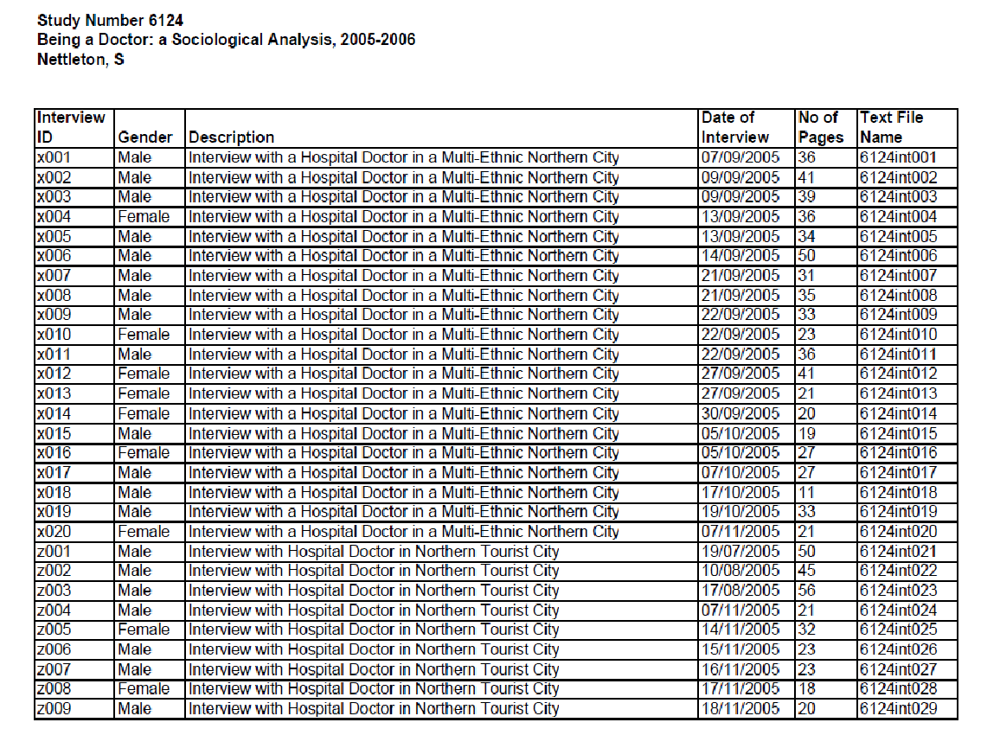 Study Number 6124
Being a Doctor: a Sociological Analysis, 2005-2006
Nettleton, S
Interview ID Gender Description Date of Interview No of Pages Text File Name
x001 Male Interview with a Hospital Doctor in a Multi-Ethnic Northern City 07/09/2005 36 6124int001
x002 Male Interview with a Hospital Doctor in a Multi-Ethnic Northern City 09/09/2005 41 6124int002
x003 Male Interview with a Hospital Doctor in a Multi-Ethnic Northern City 09/09/2005 39 6124int003
x004 Female Interview with a Hospital Doctor in a Multi-Ethnic Northern City 13/09/2005 36 6124int004
x005 Male Interview with a Hospital Doctor in a Multi-Ethnic Northern City 13/09/2005 34 6124int005
x006 Male Interview with a Hospital Doctor in a Multi-Ethnic Northern City 14/09/2005 50 6124int006
x007 Male Interview with a Hospital Doctor in a Multi-Ethnic Northern City 21/09/2005 31 6124int007
x008 Male Interview with a Hospital Doctor in a Multi-Ethnic Northern City 21/09/2005 35 6124int008
x009 Male Interview with a Hospital Doctor in a Multi-Ethnic Northern City 22/09/2005 33 6124int009
x010 Female Interview with a Hospital Doctor in a Multi-Ethnic Northern City 22/09/2005 23 6124int010
x011 Male Interview with a Hospital Doctor in a Multi-Ethnic Northern City 22/09/2005 36 6124int011
x012 Female Interview with a Hospital Doctor in a Multi-Ethnic Northern City 27/09/2005 41 6124int012
x013 Female Interview with a Hospital Doctor in a Multi-Ethnic Northern City 27/09/2005 21 6124int013
x014 Female Interview with a Hospital Doctor in a Multi-Ethnic Northern City 30/09/2005 20 6124int014
x015 Male Interview with a Hospital Doctor in a Multi-Ethnic Northern City 05/10/2005 19 6124int015
x016 Female Interview with a Hospital Doctor in a Multi-Ethnic Northern City 05/10/2005 27 6124int016
x017 Male Interview with a Hospital Doctor in a Multi-Ethnic Northern City 07/10/2005 27 6124int017
x018 Male Interview with a Hospital Doctor in a Multi-Ethnic Northern City 17/10/2005 11 6124int018
x019 Male Interview with a Hospital Doctor in a Multi-Ethnic Northern City 19/10/2005 33 6124int019
x020 Female Interview with a Hospital Doctor in a Multi-Ethnic Northern City 07/11/2005 21 6124int020
z001 Male Interview with Hospital Doctor in Northern Tourist City 19/07/2005 50 6124int021
z002 Male Interview with Hospital Doctor in Northern Tourist City 10/08/2005 45 6124int022
z003 Male Interview with Hospital Doctor in Northern Tourist City 17/08/2005 56 6124int023
z004 Male Interview with Hospital Doctor in Northern Tourist City 07/11/2005 21 6124int024
z005 Female Interview with Hospital Doctor in Northern Tourist City 14/11/2005 32 6124int025
z006 Male Interview with Hospital Doctor in Northern Tourist City 15/11/2005 23 6124int026
z007 Male Interview with Hospital Doctor in Northern Tourist City 16/11/2005 23 6124int027
z008 Female Interview with Hospital Doctor in Northern Tourist City 17/11/2005 18 6124int028
z009 Male Interview with Hospital Doctor in Northern Tourist City 18/11/2005 20 6124int029